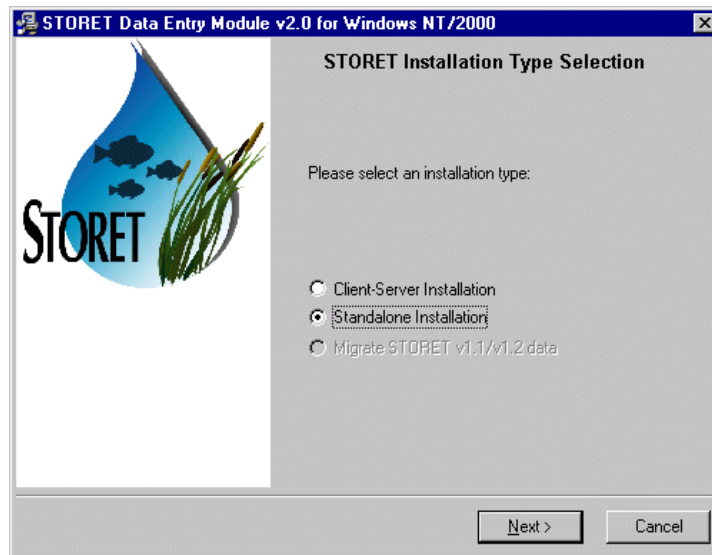 STORET Data Entry Module v2.0 for Windows NT/2000
STORET Installation Type Selection
Please select an installation type:
STORET
Client-Server Installation
Standalone Installation
Migrate STORET v1.1/v1.2 data
Next >
Cancel